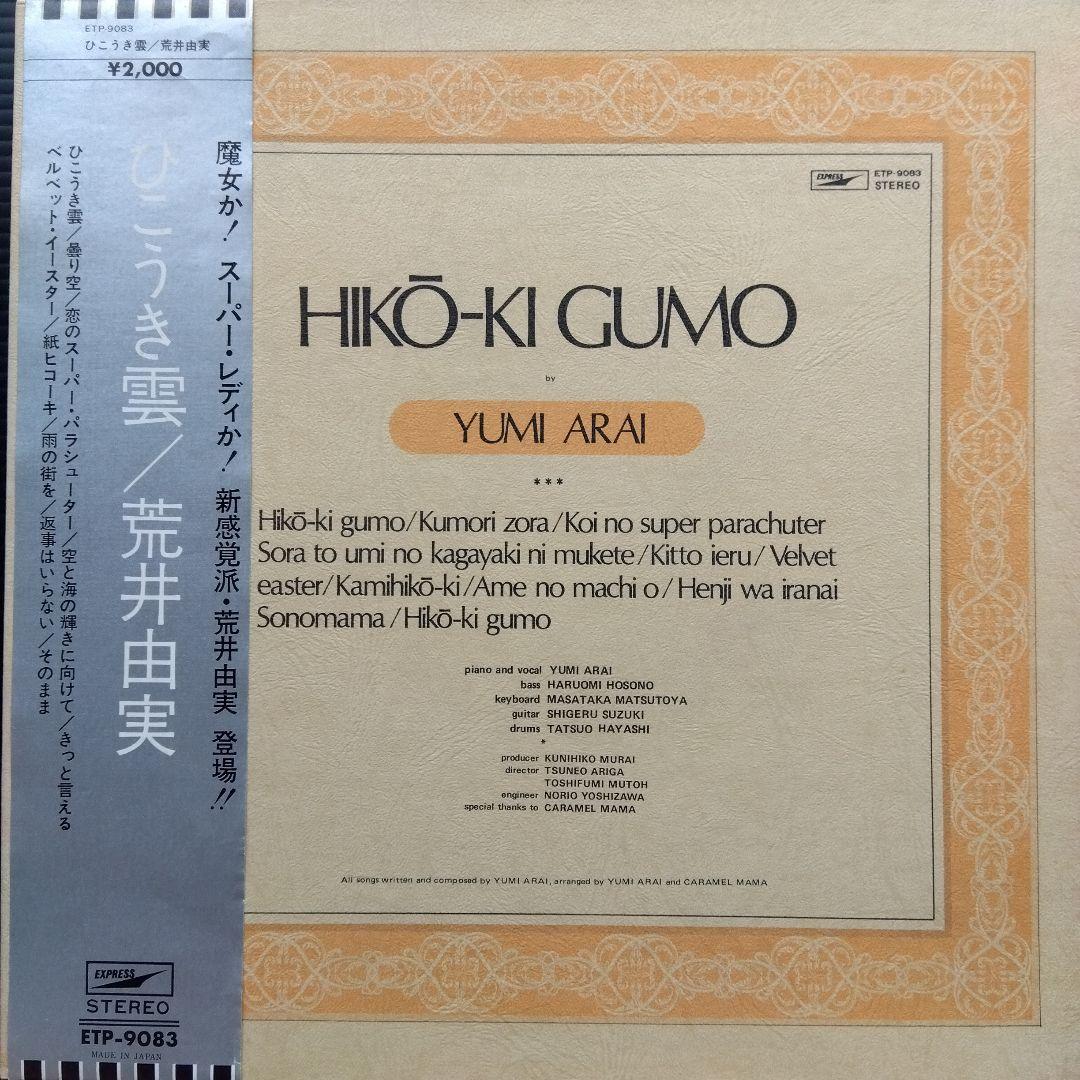 ETP-9083
ひこうき雲/荒井由実
¥2,000
魔女か! スーパー・レディか! 新感覚派・荒井由実 登場!!
ひこうき雲/荒井由実
ひこうき雲/曇り空/恋のスーパー・パラシューター/空と海の輝きに向けて/きっと言える
ベルベット・イースター/紙ヒコーキ/雨の街を/返事はいらない/そのまま
EXPRESS
STEREO
ETP-9083
MADE IN JAPAN
EXPRESS ETP-9083
STEREO
HIKŌ-KI GUMO
by
YUMI ARAI
***
Hikō-ki gumo/Kumori zora/Koi no super parachuter
Sora to umi no kagayaki ni mukete/Kitto ieru/Velvet
easter/Kamihikō-ki/Ame no machi o/Henji wa iranai
Sonomama/Hikō-ki gumo
piano and vocal YUMI ARAI
bass HARUOMI HOSONO
keyboard MASATAKA MATSUTOYA
guitar SHIGERU SUZUKI
drums TATSUO HAYASHI
*
producer KUNIHIKO MURAI
director TSUNEO ARIGA
TOSHIFUMI MUTOH
engineer NORIO YOSHIZAWA
special thanks to CARAMEL MAMA
All songs written and composed by YUMI ARAI, arranged by YUMI ARAI and CARAMEL MAMA